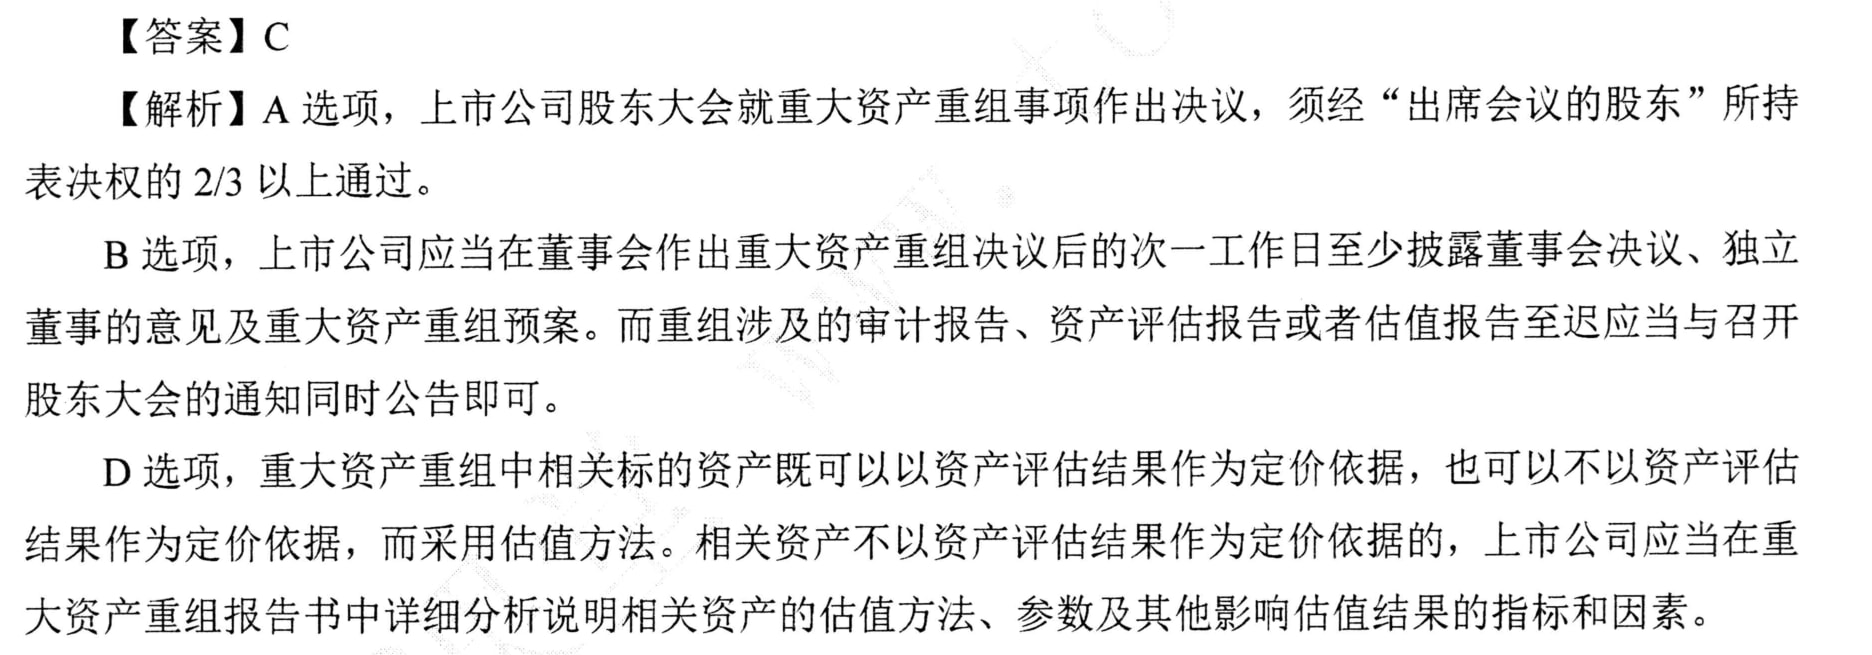 【答案】C
【解析】A 选项，上市公司股东大会就重大资产重组事项作出决议，须经“出席会议的股东”所持
表决权的 2/3 以上通过。
B 选项，上市公司应当在董事会作出重大资产重组决议后的次一工作日至少披露董事会决议、独立
董事的意见及重大资产重组预案。而重组涉及的审计报告、资产评估报告或者估值报告至迟应当与召开
股东大会的通知同时公告即可。
D 选项，重大资产重组中相关标的资产既可以以资产评估结果作为定价依据，也可以不以资产评估
结果作为定价依据，而采用估值方法。相关资产不以资产评估结果作为定价依据的，上市公司应当在重
大资产重组报告书中详细分析说明相关资产的估值方法、参数及其他影响估值结果的指标和因素。